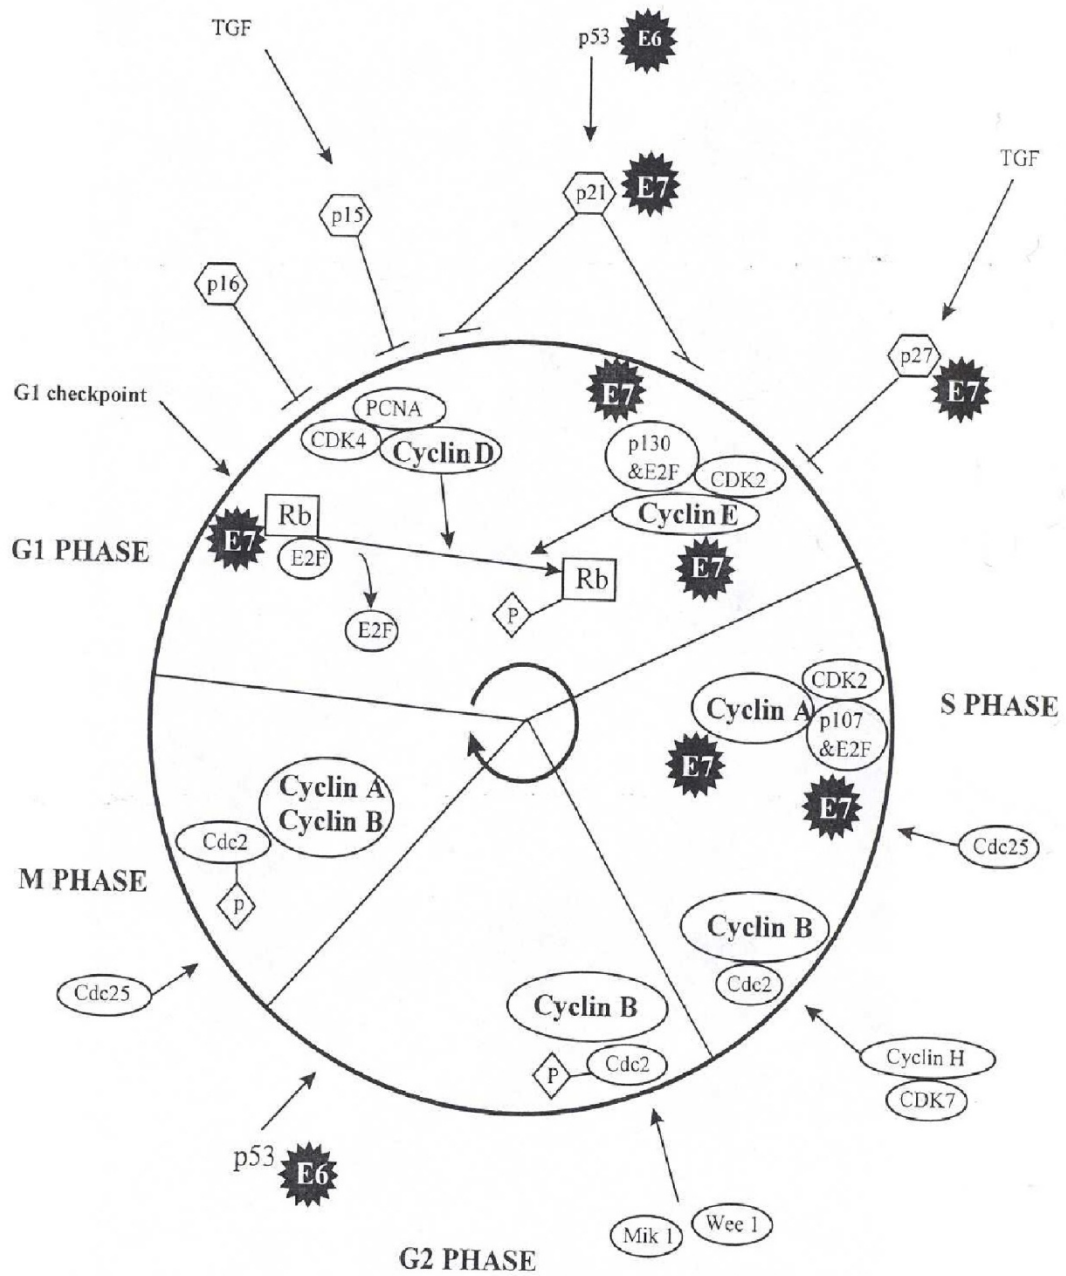 TGF
p53
E6
p21
E7
TGF
p15
p16
p27
E7
G1 checkpoint
PCNA
CDK4
Cyclin D
E7
p130
&E2F
CDK2
Cyclin E
E7
Rb
E7
E2F
G1 PHASE
E2F
Rb
P
CDK2
Cyclin A
p107
&E2F
E7
E7
S PHASE
Cdc25
Cyclin A
Cyclin B
Cdc2
p
M PHASE
Cdc25
Cyclin B
Cdc2
Cyclin B
Cdc2
P
Cyclin H
CDK7
p53
E6
Mik 1
Wee 1
G2 PHASE